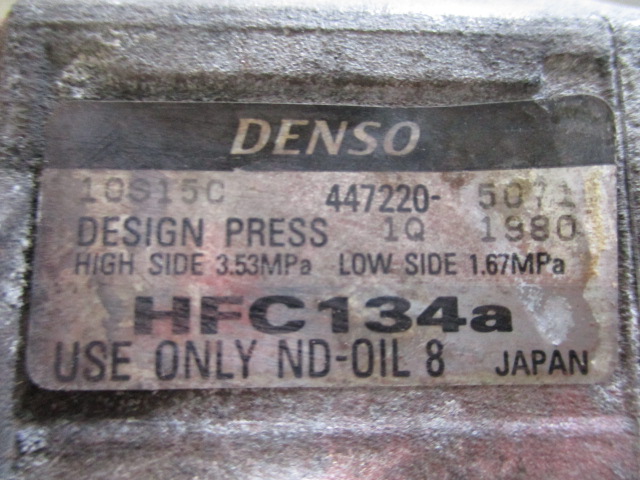 DENSO
10S15C 447220-5071
DESIGN PRESS 1Q 1980
HIGH SIDE 3.53MPa LOW SIDE 1.67MPa
HFC134a
USE ONLY ND-OIL 8 JAPAN